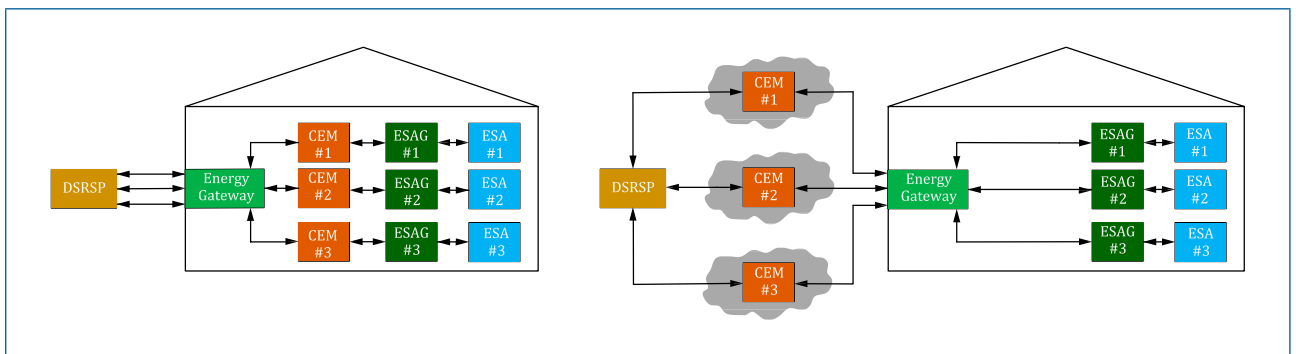 DSRSP
Energy
Gateway
CEM
#1
ESAG
#1
ESA
#1
CEM
#2
ESAG
#2
ESA
#2
CEM
#3
ESAG
#3
ESA
#3
DSRSP
CEM
#1
CEM
#2
CEM
#3
Energy
Gateway
ESAG
#1
ESA
#1
ESAG
#2
ESA
#2
ESAG
#3
ESA
#3